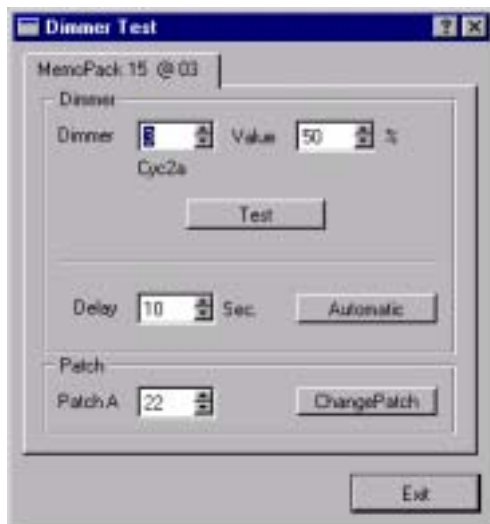 Dimmer Test
MemoPack 15 @ 03
Dimmer
Dimmer 3 Value 50 %
Cyc2a
Test
Delay 10 Sec. Automatic
Patch
Patch A 22 ChangePatch
Exit